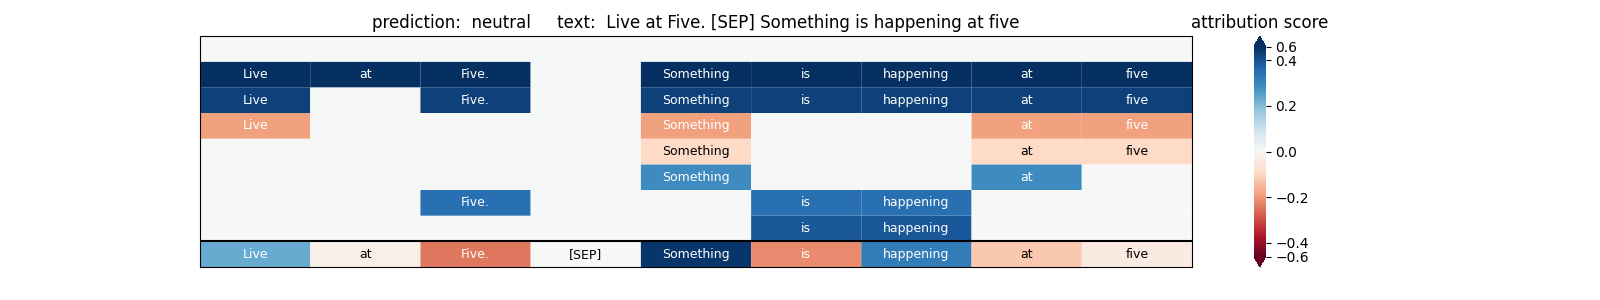 prediction:  neutral     text:  Live at Five. [SEP] Something is happening at five
attribution score
Live at Five. Something is happening at five
Live Five. Something is happening at five
Live Something at five
Something at five
Something at
Five. is happening
is happening
Live at Five. [SEP] Something is happening at five
0.6
0.4
0.2
0.0
−0.2
−0.4
−0.6